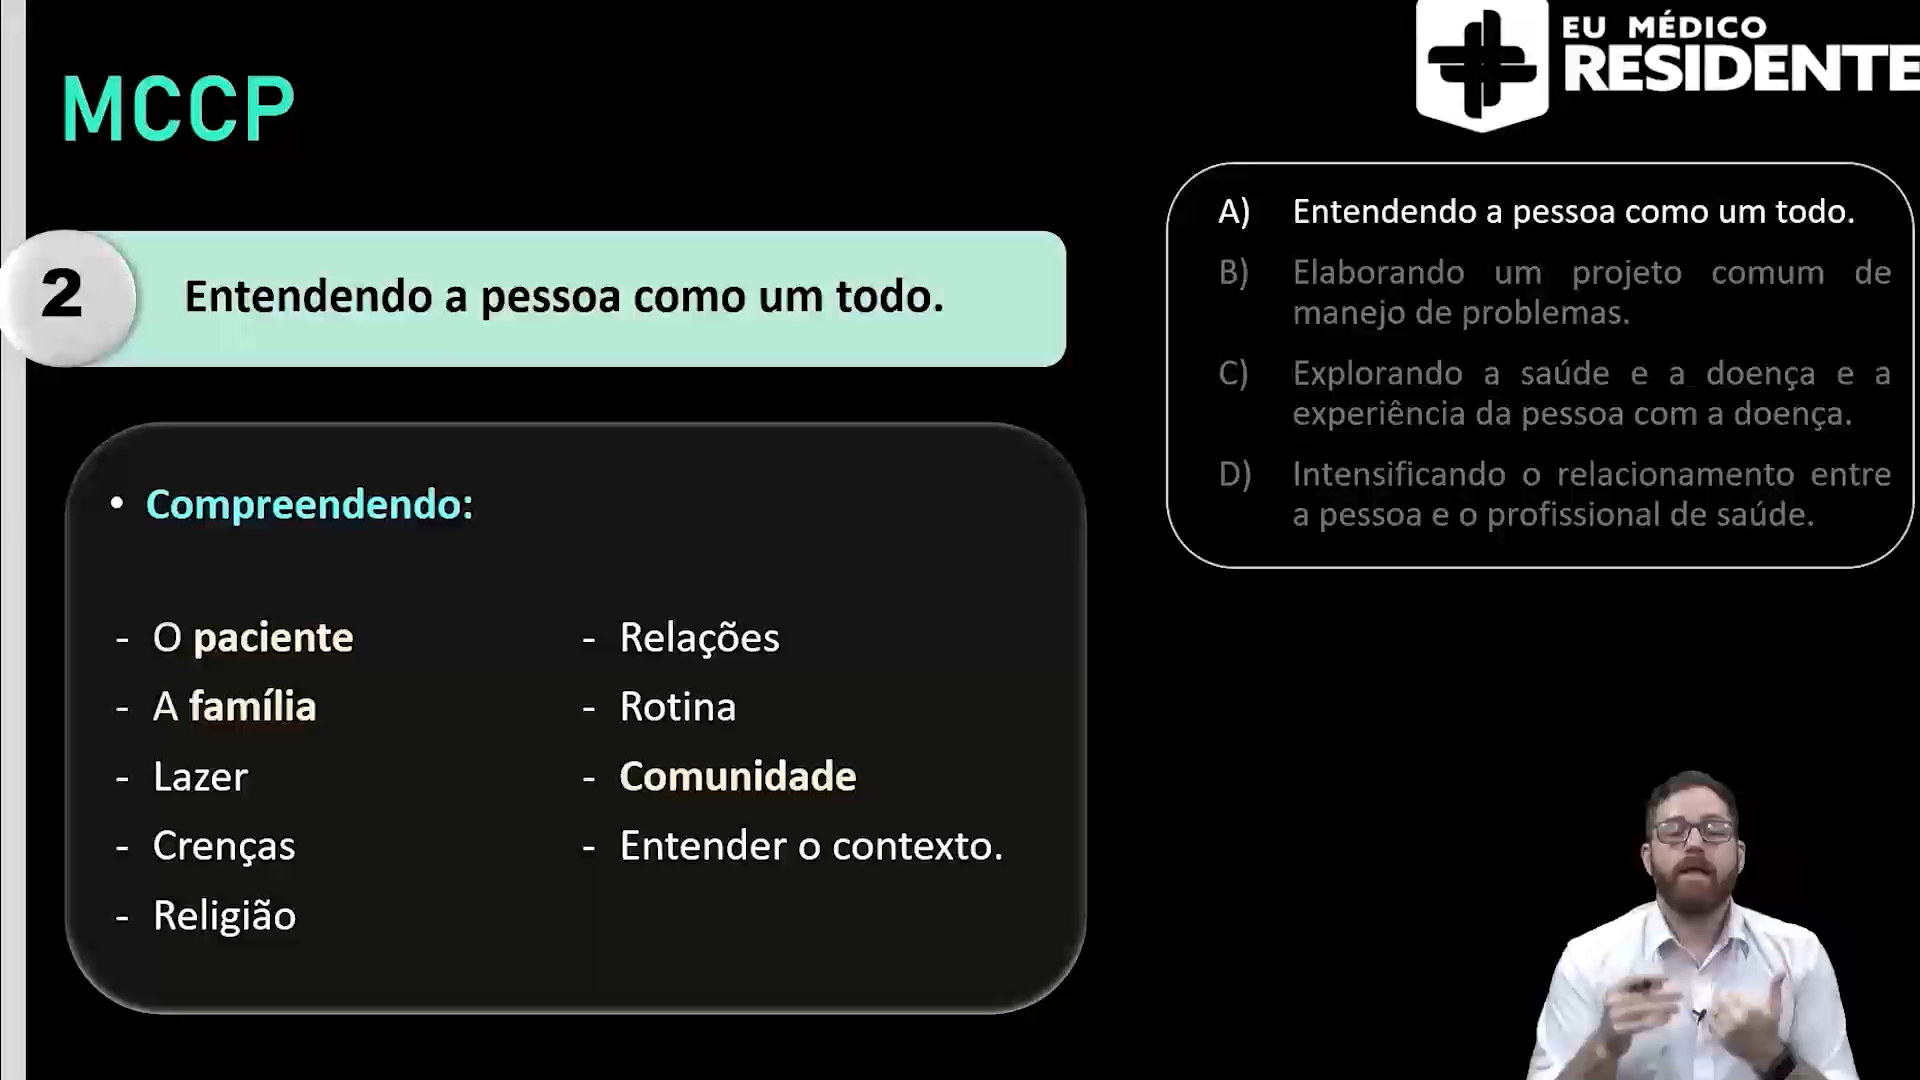 MCCP
EU MÉDICO
RESIDENTE
2
Entendendo a pessoa como um todo.
• Compreendendo:
- O paciente
- A família
- Lazer
- Crenças
- Religião
- Relações
- Rotina
- Comunidade
- Entender o contexto.
A) Entendendo a pessoa como um todo.
B) Elaborando um projeto comum de
manejo de problemas.
C) Explorando a saúde e a doença e a
experiência da pessoa com a doença.
D) Intensificando o relacionamento entre
a pessoa e o profissional de saúde.